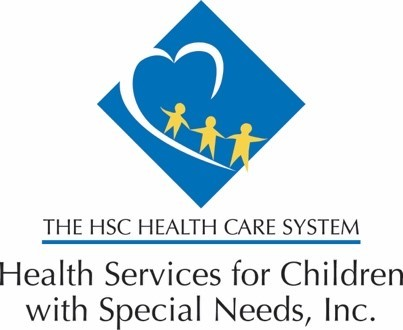 THE HSC HEALTH CARE SYSTEM
Health Services for Children
with Special Needs, Inc.